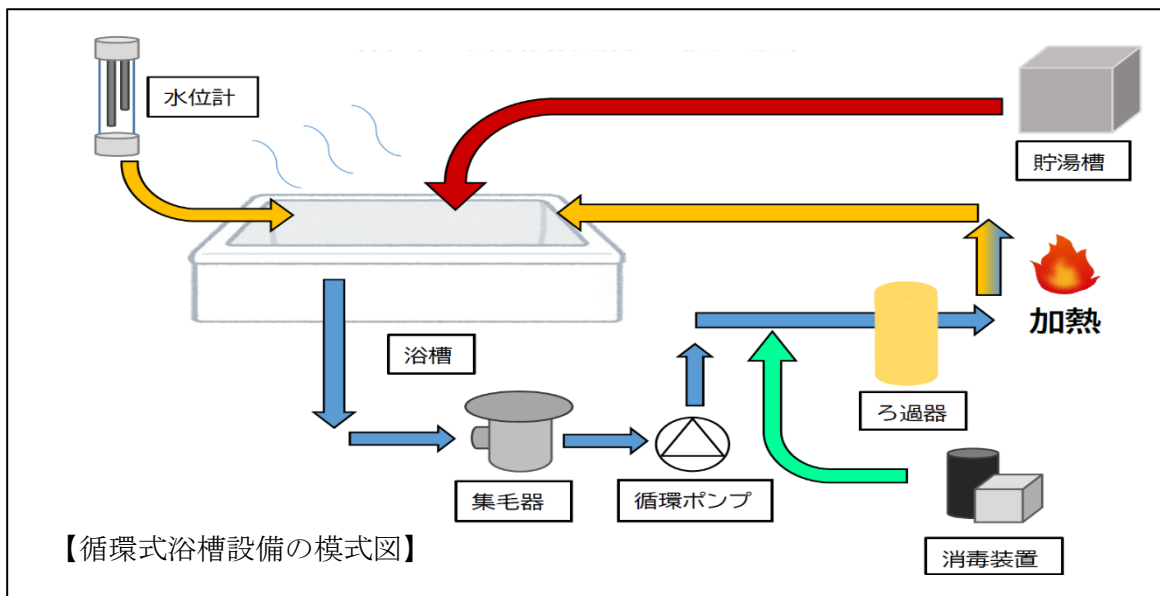 水位計
貯湯槽
加熱
浴槽
ろ過器
集毛器
循環ポンプ
消毒装置
【循環式浴槽設備の模式図】